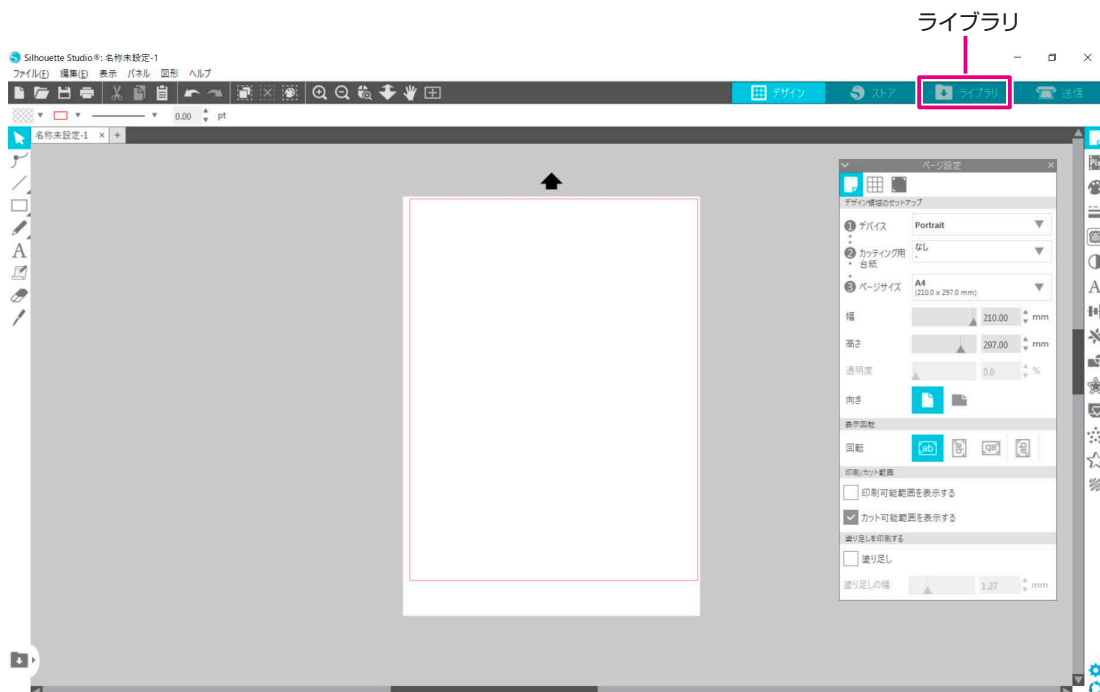 ライブラリ
Silhouette Studio®: 名称未設定-1
ファイル(F) 編集(E) 表示 パネル 図形 ヘルプ
デザイン ストア ライブラリ 送信
0.00 pt
名称未設定-1 × +
ページ設定
Pix
デザイン領域のセットアップ
1 デバイス Portrait
2 カッティング用台紙 なし
-
3 ページサイズ A4
(210.0 x 297.0 mm)
幅 210.00 mm
高さ 297.00 mm
透明度 0.0 %
向き
表示回転
回転 ab ab ab ab
印刷/カット範囲
印刷可能範囲を表示する
カット可能範囲を表示する
塗り足しを印刷する
塗り足し
塗り足しの幅 1.27 mm